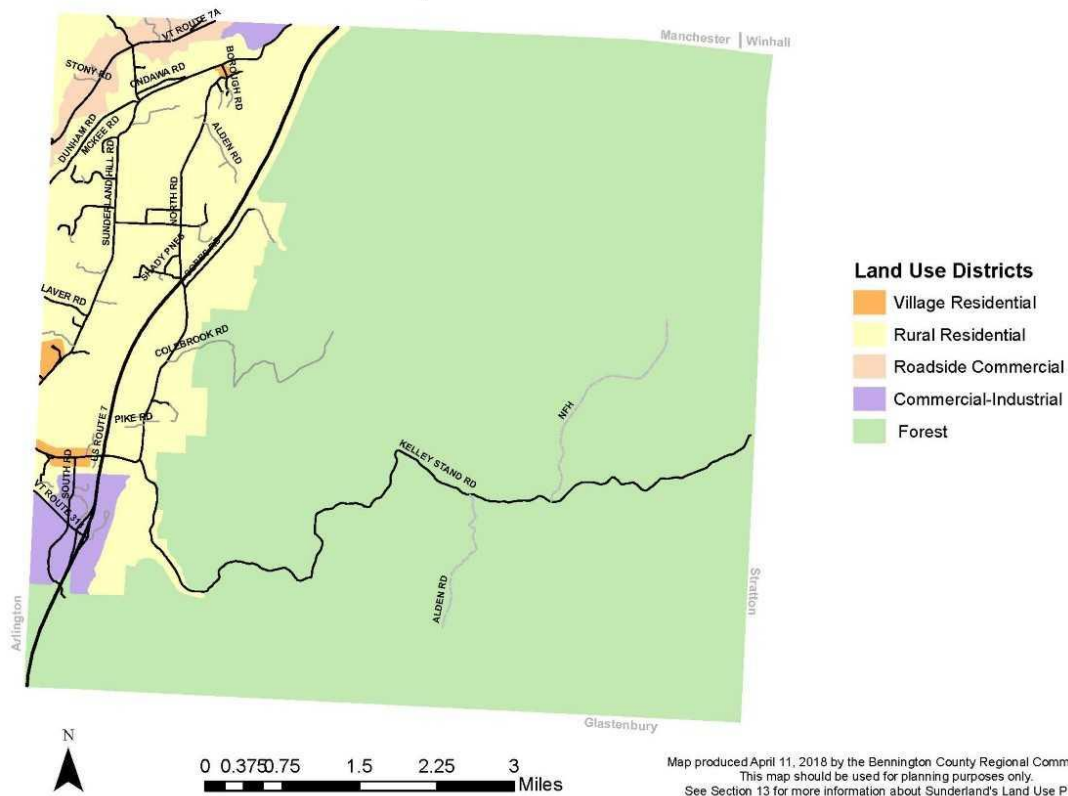 Manchester | Winhall
VT ROUTE 7A
STONY RD
ONDAWA RD
BOROUGH RD
DUNHAM RD
MCKEE RD
ALDEN RD
SUNDERLAND HILL RD
NORTH RD
SHADY PNES
LAVER RD
COLEBROOK RD
US ROUTE 7
PIKE RD
SOUTH RD
KELLEY STAND RD
NFH
ALDEN RD
Arlington
Stratton
Glastenbury
Land Use Districts
Village Residential
Rural Residential
Roadside Commercial
Commercial-Industrial
Forest
N
0 0.375 0.75 1.5 2.25 3
Miles
Map produced April 11, 2018 by the Bennington County Regional Comm
This map should be used for planning purposes only.
See Section 13 for more information about Sunderland's Land Use P